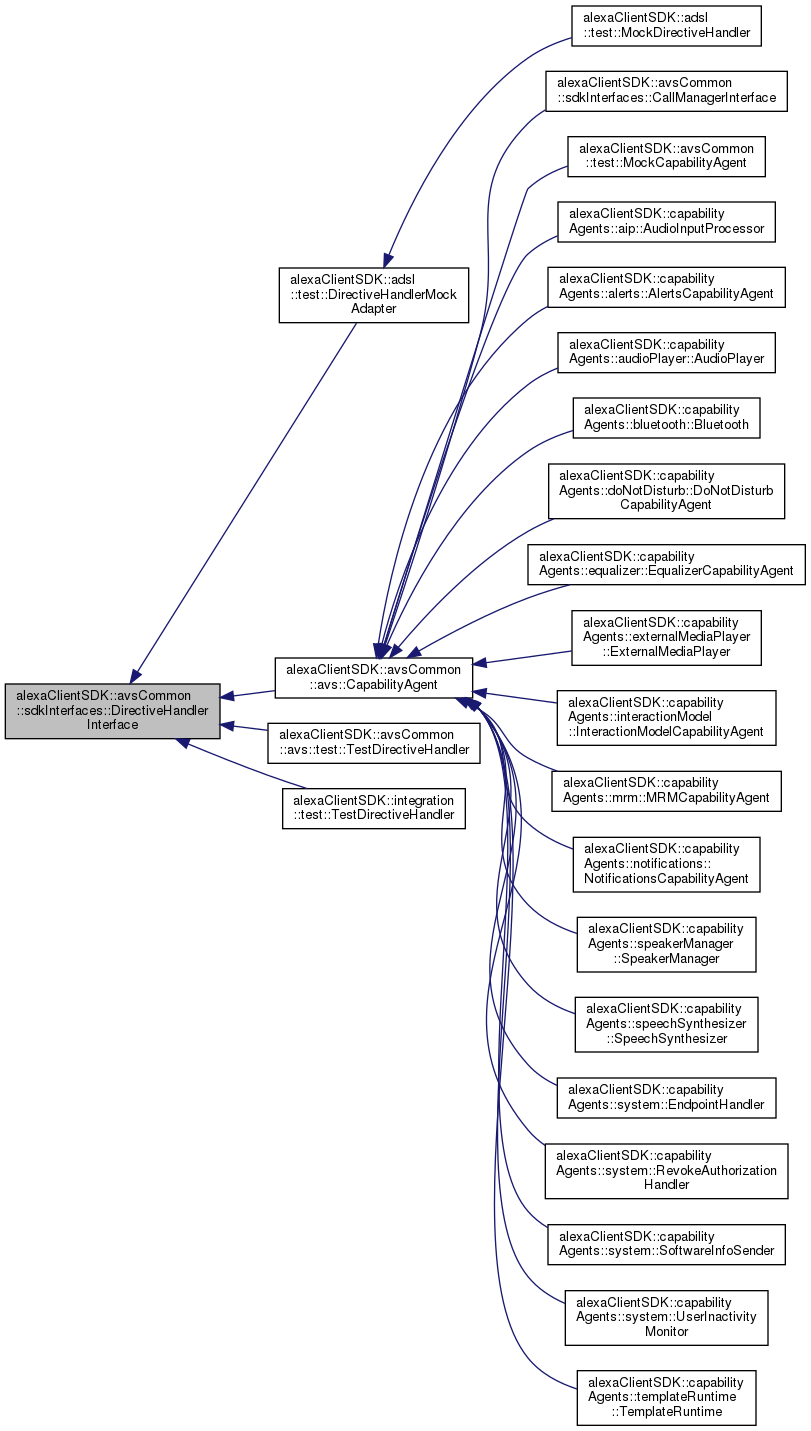 alexaClientSDK::adsl
::test::MockDirectiveHandler
alexaClientSDK::avsCommon
::sdkInterfaces::CallManagerInterface
alexaClientSDK::avsCommon
::test::MockCapabilityAgent
alexaClientSDK::capability
Agents::aip::AudioInputProcessor
alexaClientSDK::adsl
::test::DirectiveHandlerMock
Adapter
alexaClientSDK::capability
Agents::alerts::AlertsCapabilityAgent
alexaClientSDK::capability
Agents::audioPlayer::AudioPlayer
alexaClientSDK::capability
Agents::bluetooth::Bluetooth
alexaClientSDK::capability
Agents::doNotDisturb::DoNotDisturb
CapabilityAgent
alexaClientSDK::capability
Agents::equalizer::EqualizerCapabilityAgent
alexaClientSDK::capability
Agents::externalMediaPlayer
::ExternalMediaPlayer
alexaClientSDK::avsCommon
::avs::CapabilityAgent
alexaClientSDK::avsCommon
::sdkInterfaces::DirectiveHandler
Interface
alexaClientSDK::capability
Agents::interactionModel
::InteractionModelCapabilityAgent
alexaClientSDK::avsCommon
::avs::test::TestDirectiveHandler
alexaClientSDK::capability
Agents::mrm::MRMCapabilityAgent
alexaClientSDK::integration
::test::TestDirectiveHandler
alexaClientSDK::capability
Agents::notifications::
NotificationsCapabilityAgent
alexaClientSDK::capability
Agents::speakerManager
::SpeakerManager
alexaClientSDK::capability
Agents::speechSynthesizer
::SpeechSynthesizer
alexaClientSDK::capability
Agents::system::EndpointHandler
alexaClientSDK::capability
Agents::system::RevokeAuthorization
Handler
alexaClientSDK::capability
Agents::system::SoftwareInfoSender
alexaClientSDK::capability
Agents::system::UserInactivity
Monitor
alexaClientSDK::capability
Agents::templateRuntime
::TemplateRuntime